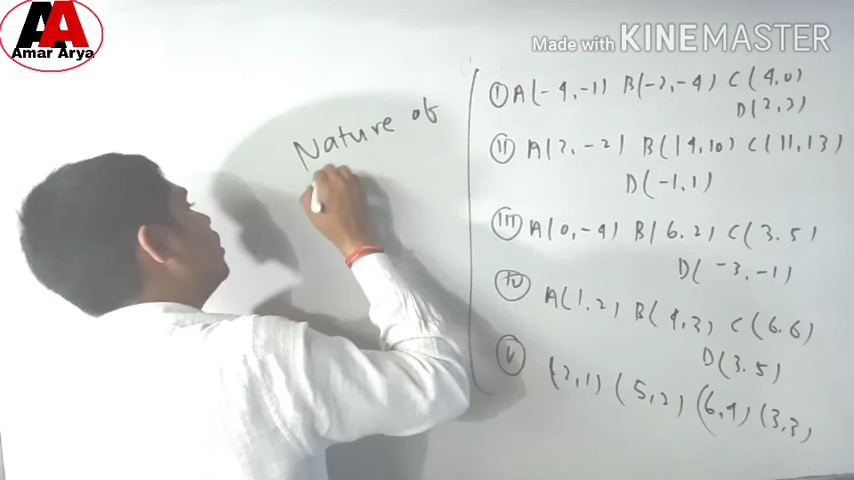 AA
Amar Arya
Made with KINEMASTER
Nature of
(i) A(-4,-1) B(-2,-4) C(4,0)
D(2,3)
(ii) A(2,-2) B(14,10) C(11,13)
D(-1,1)
(iii) A(0,-4) B(6.2) C(3.5)
D(-3,-1)
(iv) A(1.2) B(4,3) C(6.6)
D(3.5)
(v) (2,1) (5,2) (6,4) (3,3)